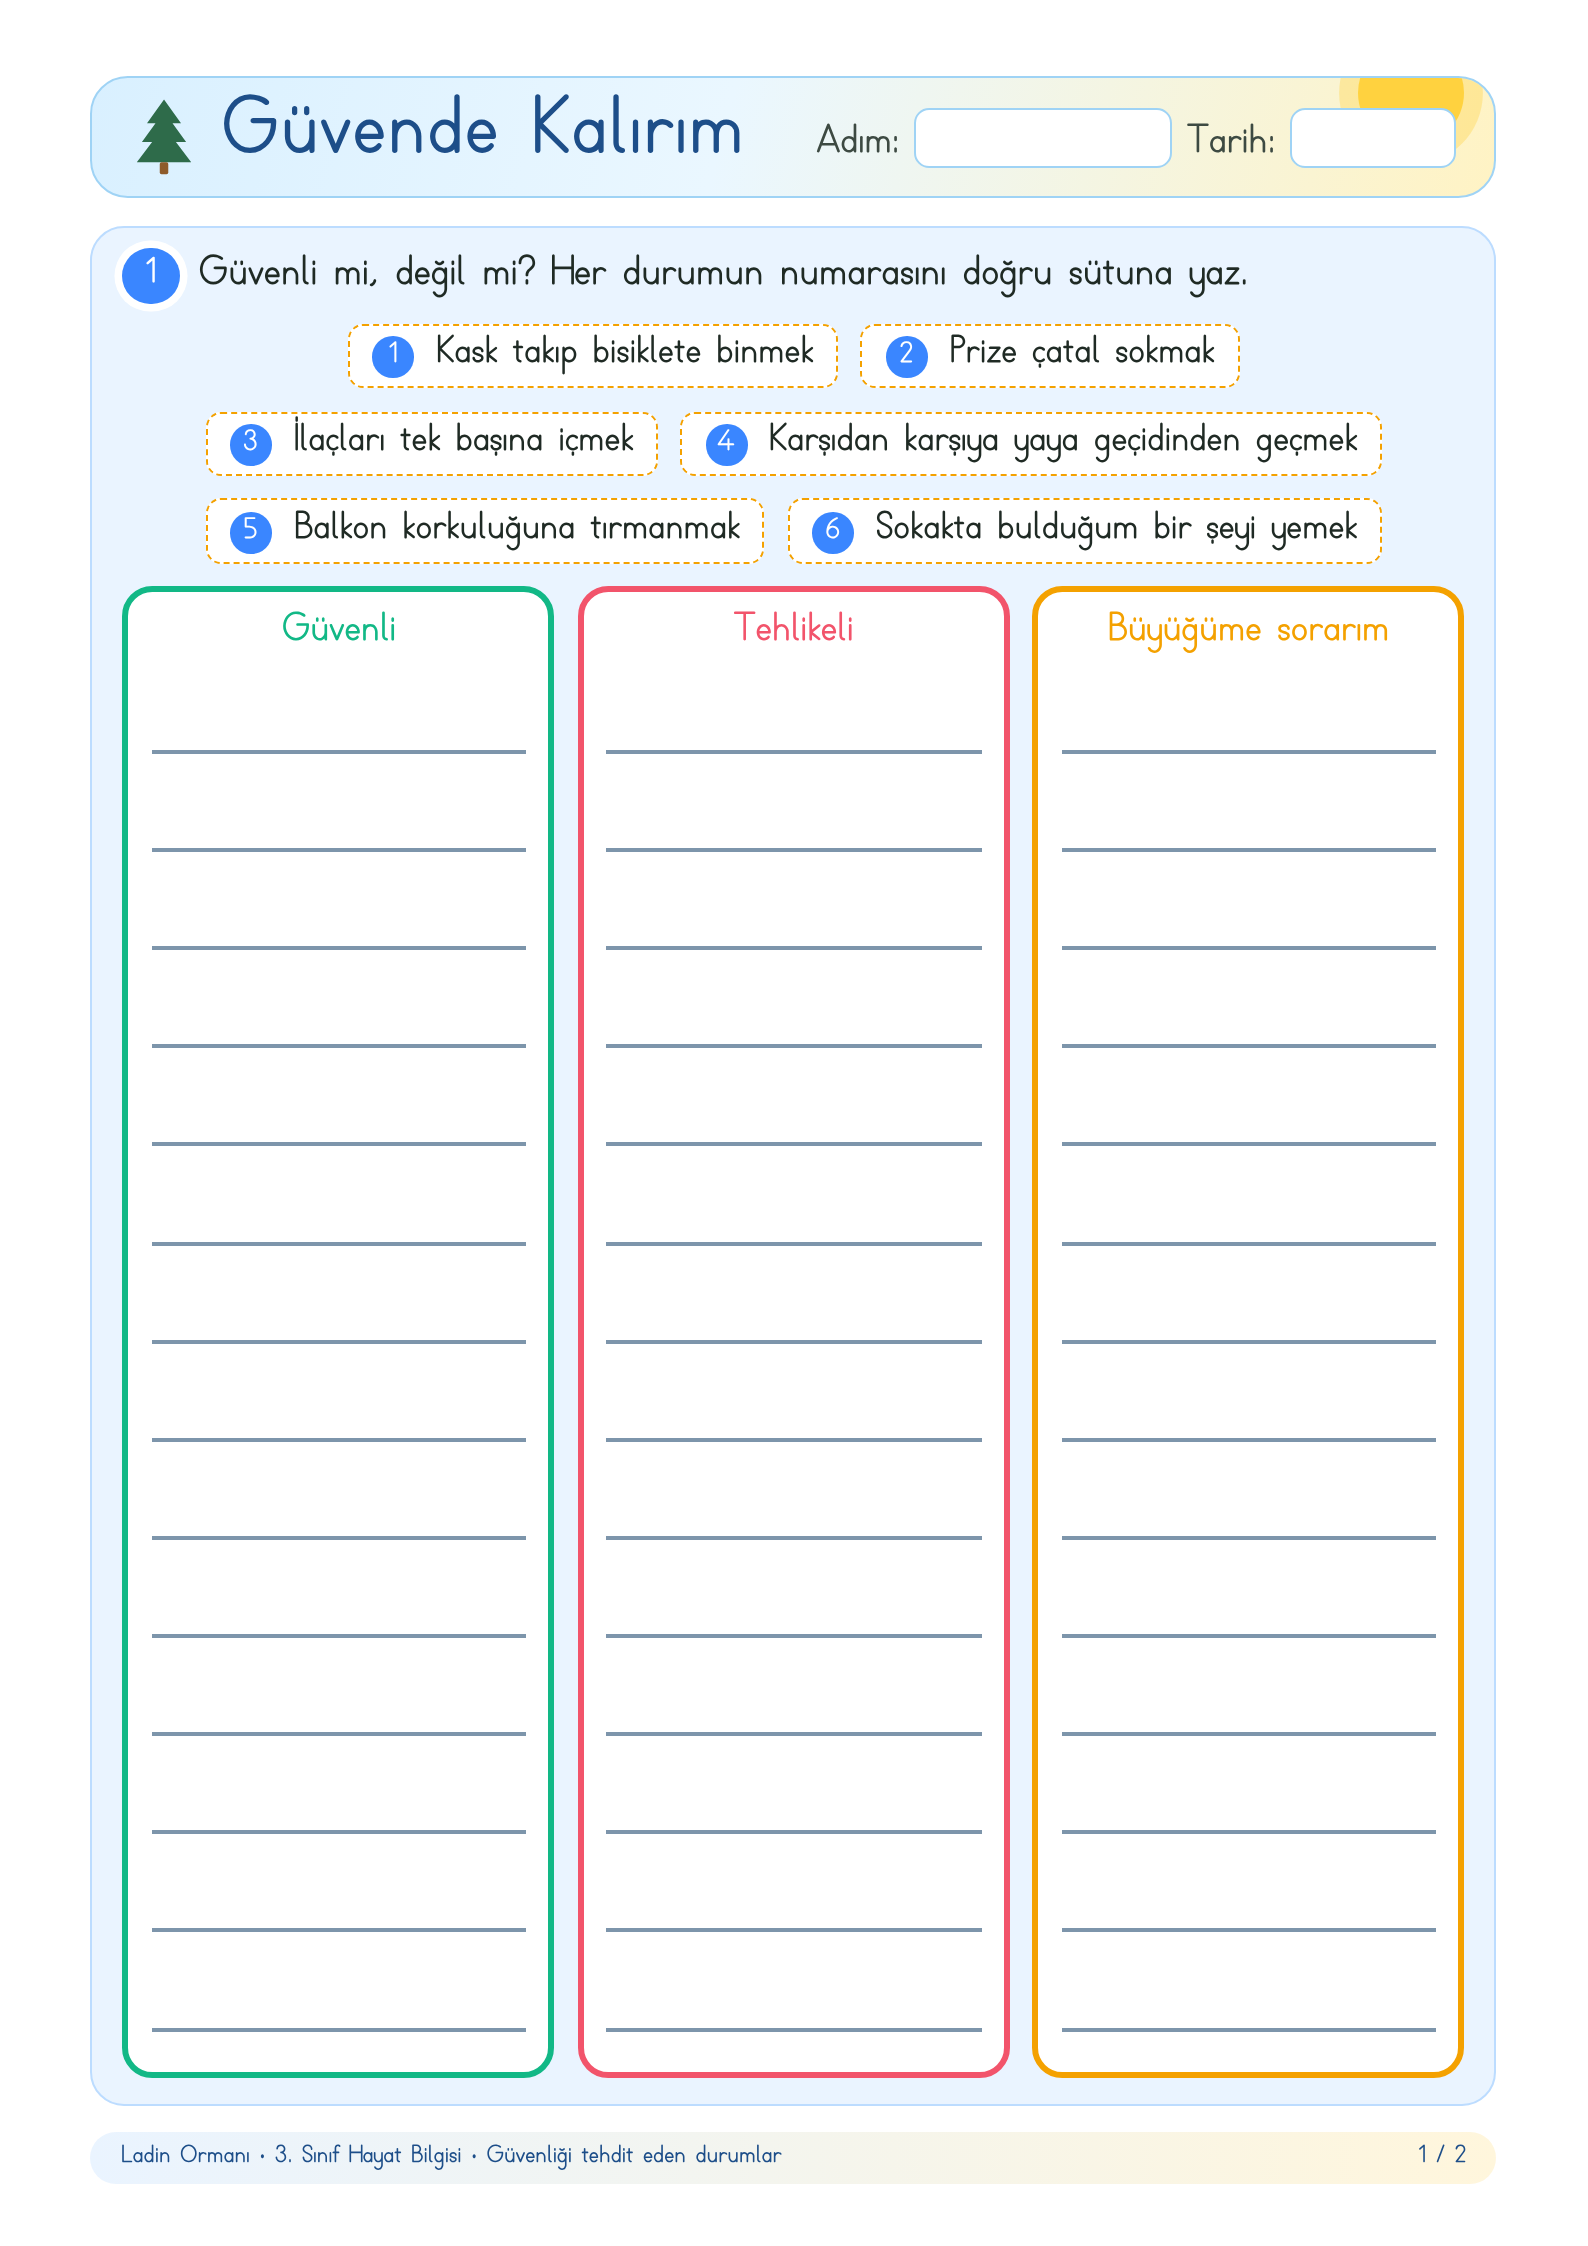 Güvende Kalırım
Adım:
Tarih:
1 Güvenli mi, değil mi? Her durumun numarasını doğru sütuna yaz.
1 Kask takıp bisiklete binmek
2 Prize çatal sokmak
3 İlaçları tek başına içmek
4 Karşıdan karşıya yaya geçidinden geçmek
5 Balkon korkuluğuna tırmanmak
6 Sokakta bulduğum bir şeyi yemek
Güvenli
Tehlikeli
Büyüğüme sorarım
Ladin Ormanı • 3. Sınıf Hayat Bilgisi • Güvenliği tehdit eden durumlar
1 / 2